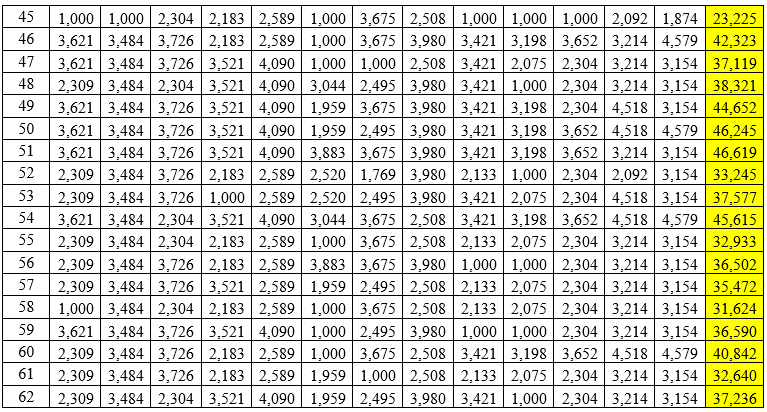 45 1,000 1,000 2,304 2,183 2,589 1,000 3,675 2,508 1,000 1,000 1,000 2,092 1,874 23,225
46 3,621 3,484 3,726 2,183 2,589 1,000 3,675 3,980 3,421 3,198 3,652 3,214 4,579 42,323
47 3,621 3,484 3,726 3,521 4,090 1,000 1,000 2,508 3,421 2,075 2,304 3,214 3,154 37,119
48 2,309 3,484 2,304 3,521 4,090 3,044 2,495 3,980 3,421 1,000 2,304 3,214 3,154 38,321
49 3,621 3,484 3,726 3,521 4,090 1,959 3,675 3,980 3,421 3,198 2,304 4,518 3,154 44,652
50 3,621 3,484 3,726 3,521 4,090 1,959 2,495 3,980 3,421 3,198 3,652 4,518 4,579 46,245
51 3,621 3,484 3,726 3,521 4,090 3,883 3,675 3,980 3,421 3,198 3,652 3,214 3,154 46,619
52 2,309 3,484 3,726 2,183 2,589 2,520 1,769 3,980 2,133 1,000 2,304 2,092 3,154 33,245
53 2,309 3,484 3,726 1,000 2,589 2,520 2,495 3,980 3,421 2,075 2,304 4,518 3,154 37,577
54 3,621 3,484 2,304 3,521 4,090 3,044 3,675 2,508 3,421 3,198 3,652 4,518 4,579 45,615
55 2,309 3,484 2,304 2,183 2,589 1,000 3,675 2,508 2,133 2,075 2,304 3,214 3,154 32,933
56 2,309 3,484 3,726 2,183 2,589 3,883 3,675 3,980 1,000 1,000 2,304 3,214 3,154 36,502
57 2,309 3,484 3,726 3,521 2,589 1,959 2,495 2,508 2,133 2,075 2,304 3,214 3,154 35,472
58 1,000 3,484 2,304 2,183 2,589 1,000 3,675 2,508 2,133 2,075 2,304 3,214 3,154 31,624
59 3,621 3,484 3,726 3,521 4,090 1,000 2,495 3,980 1,000 1,000 2,304 3,214 3,154 36,590
60 2,309 3,484 3,726 2,183 2,589 1,000 3,675 2,508 3,421 3,198 3,652 4,518 4,579 40,842
61 2,309 3,484 3,726 2,183 2,589 1,959 1,000 2,508 2,133 2,075 2,304 3,214 3,154 32,640
62 2,309 3,484 2,304 3,521 4,090 1,959 2,495 3,980 3,421 1,000 2,304 3,214 3,154 37,236